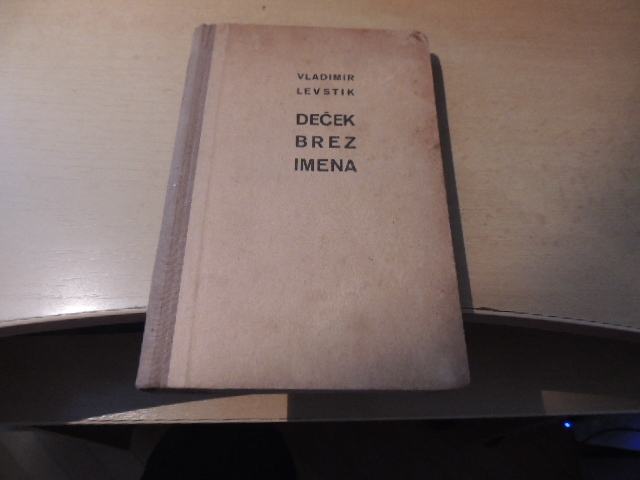 VLADIMIR
LEVSTIK
DEČEK
BREZ
IMENA